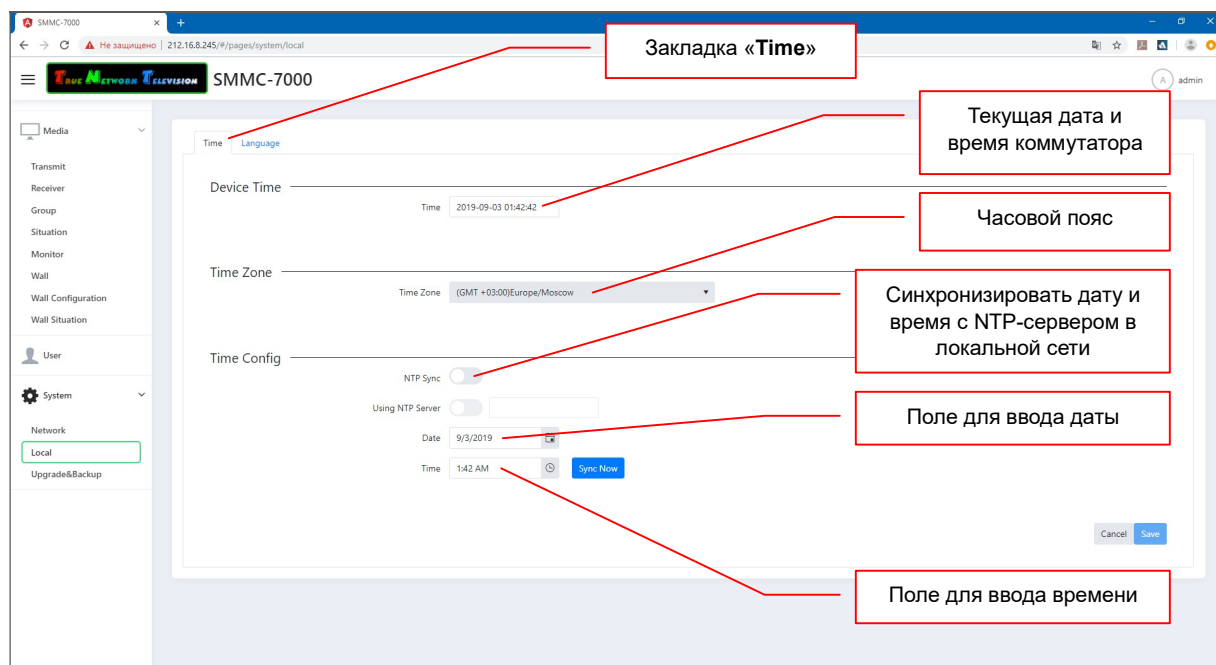 SMMC-7000
Не защищено | 212.16.8.245/#/pages/system/local
Закладка «Time»
TRUE NETWORK TELEVISION
SMMC-7000
A admin
Media
Transmit
Receiver
Group
Situation
Monitor
Wall
Wall Configuration
Wall Situation
User
System
Network
Local
Upgrade&Backup
Time Language
Device Time
Time 2019-09-03 01:42:42
Time Zone
Time Zone (GMT +03:00)Europe/Moscow
Time Config
NTP Sync
Using NTP Server
Date 9/3/2019
Time 1:42 AM Sync Now
Cancel Save
Текущая дата и
время коммутатора
Часовой пояс
Синхронизировать дату и
время с NTP-сервером в
локальной сети
Поле для ввода даты
Поле для ввода времени